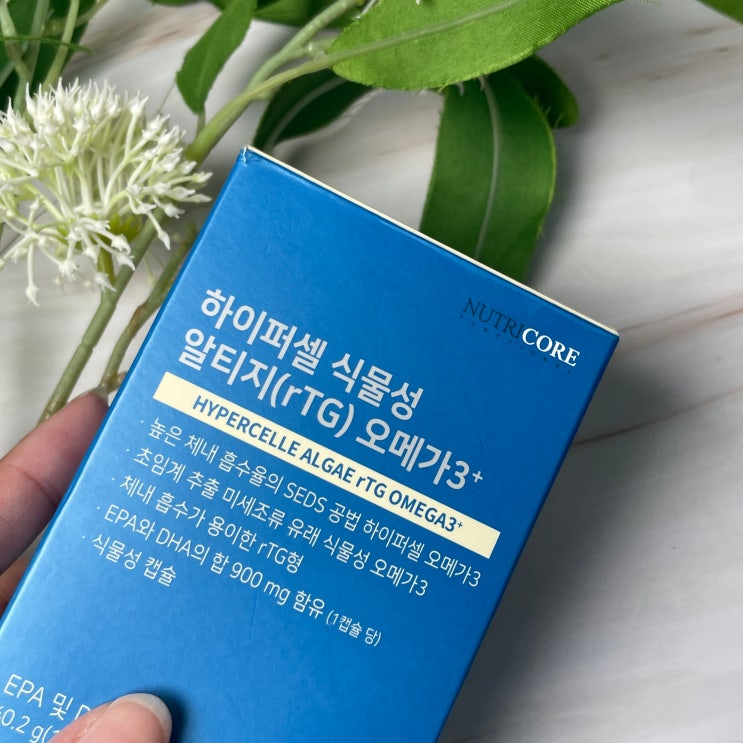 NUTRICORE
하이퍼셀 식물성
알티지(rTG) 오메가3+
HYPERCELLE ALGAE rTG OMEGA3+
· 높은 체내 흡수율의 SEDS 공법 하이퍼셀 오메가3
· 초임계 추출 미세조류 유래 식물성 오메가3
· 체내 흡수가 용이한 rTG형
· EPA와 DHA의 합 900 mg 함유 (1캡슐 당)
· 식물성 캡슐
EPA 및
0.2 g